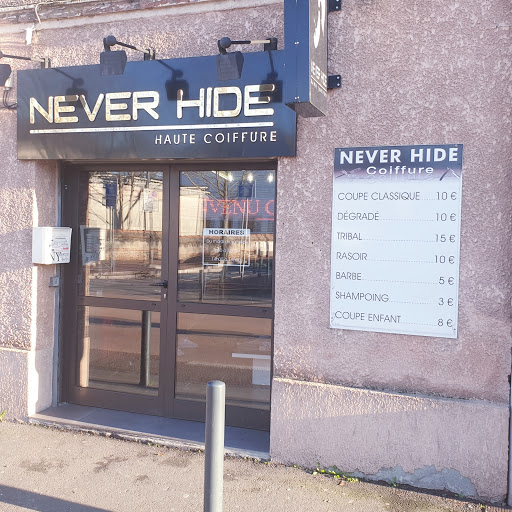 NEVER HIDE
HAUTE COIFFURE
HORAIRES
NEVER HIDE
Coiffure
COUPE CLASSIQUE 10 €
DÉGRADÉ 10 €
TRIBAL 15 €
RASOIR 10 €
BARBE 5 €
SHAMPOING 3 €
COUPE ENFANT 8 €